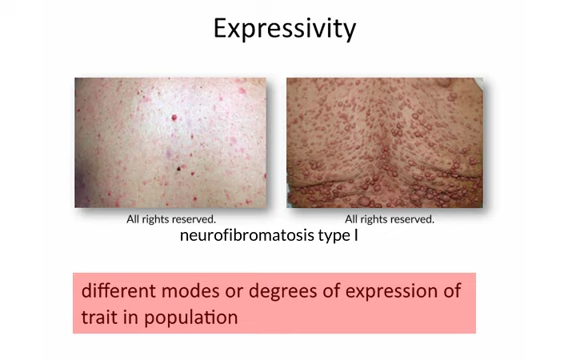 Expressivity
All rights reserved.
All rights reserved.
neurofibromatosis type I
different modes or degrees of expression of
trait in population